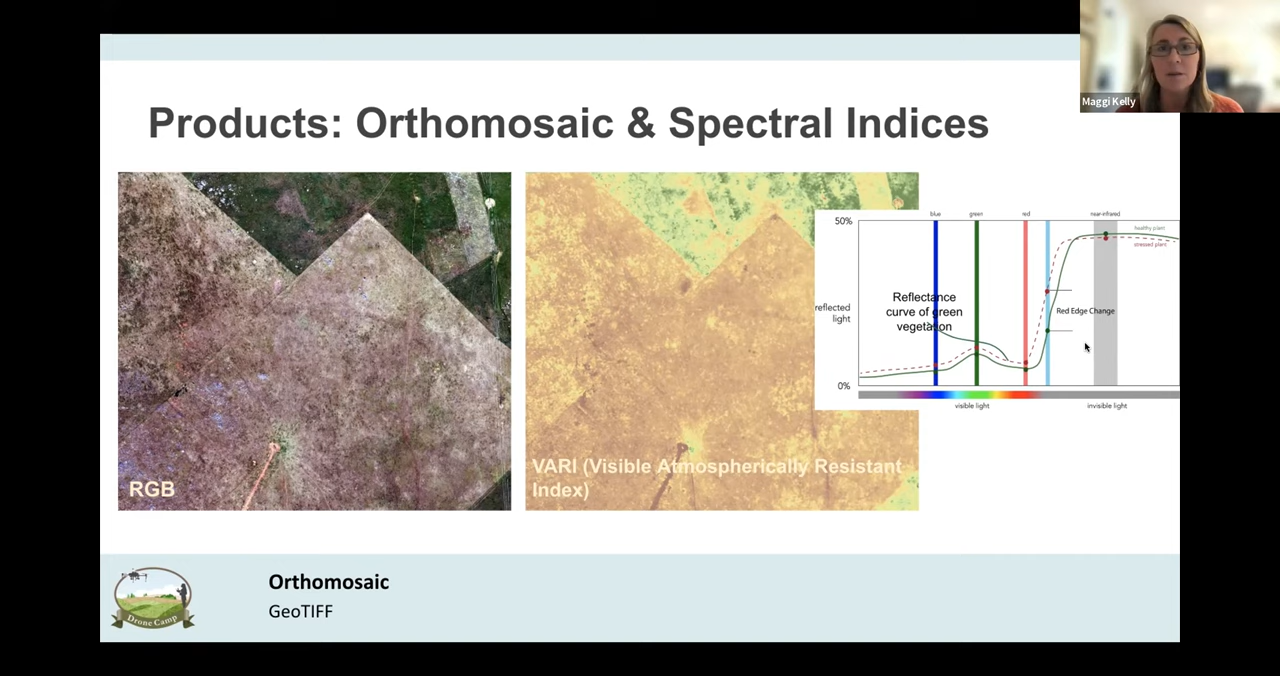 Maggi Kelly
Products: Orthomosaic & Spectral Indices
RGB
VARI (Visible Atmospherically Resistant
Index)
50%
reflected
light
0%
blue
green
red
near-infrared
healthy plant
stressed plant
Reflectance
curve of green
vegetation
Red Edge Change
visible light
invisible light
Drone Camp
Orthomosaic
GeoTIFF